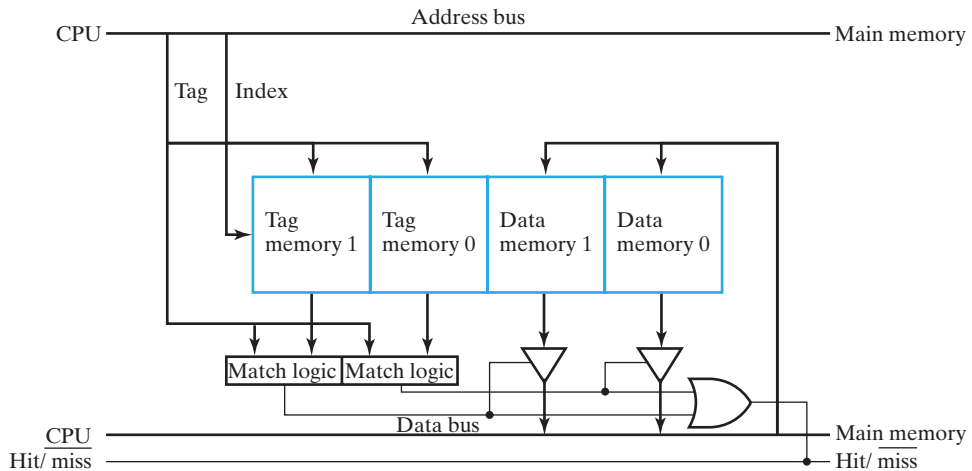 Address bus
CPU
Main memory
Tag
Index
Tag
memory 1
Tag
memory 0
Data
memory 1
Data
memory 0
Match logic
Match logic
Data bus
CPU
Main memory
Hit/ miss
Hit/ miss